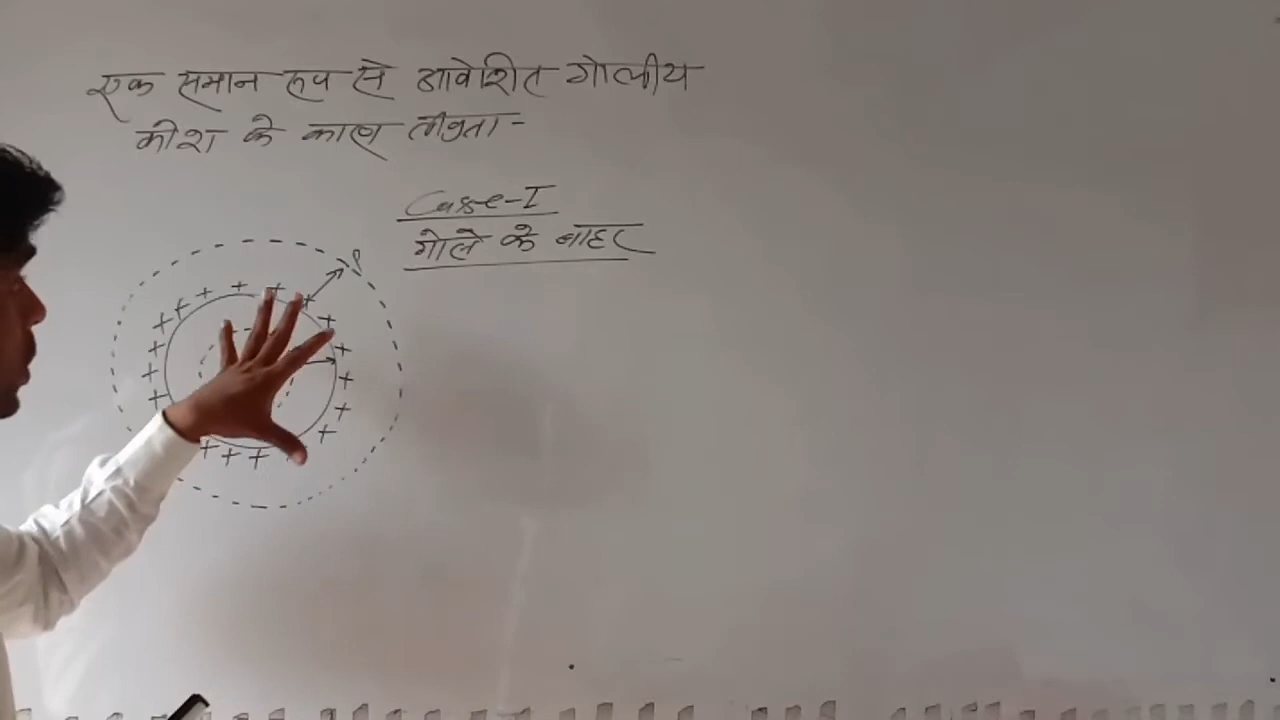 एक समान रूप से आवेशित गोलीय
कोश के कारण तीव्रता -
Case-I
गोले के बाहर
P
+ + + + + + + + + + + + + + + + + +